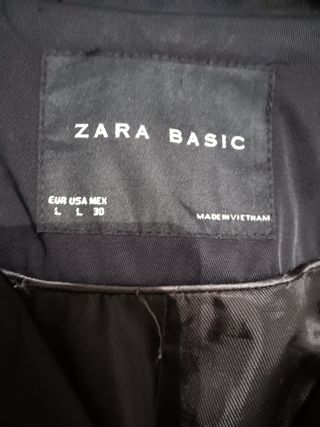 ZARA BASIC
EUR USA MEX
L L 30
MADE IN VIETNAM